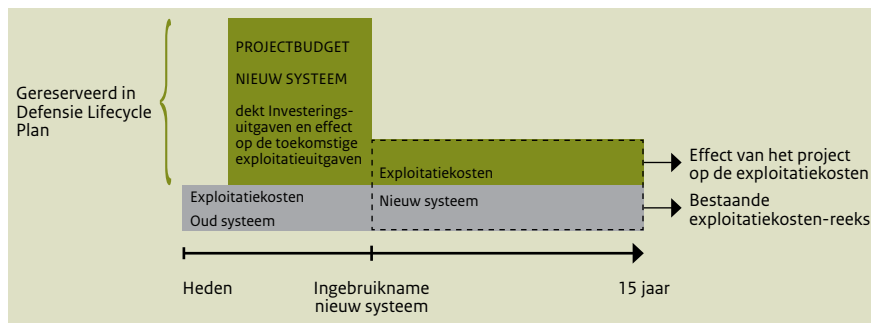 PROJECTBUDGET
NIEUW SYSTEEM
dekt Investerings-
uitgaven en effect
op de toekomstige
exploitatieuitgaven
Gereserveerd in
Defensie Lifecycle
Plan
Exploitatiekosten
Effect van het project
op de exploitatiekosten
Exploitatiekosten
Oud systeem
Nieuw systeem
Bestaande
exploitatiekosten-reeks
Heden
Ingebruikname
nieuw systeem
15 jaar